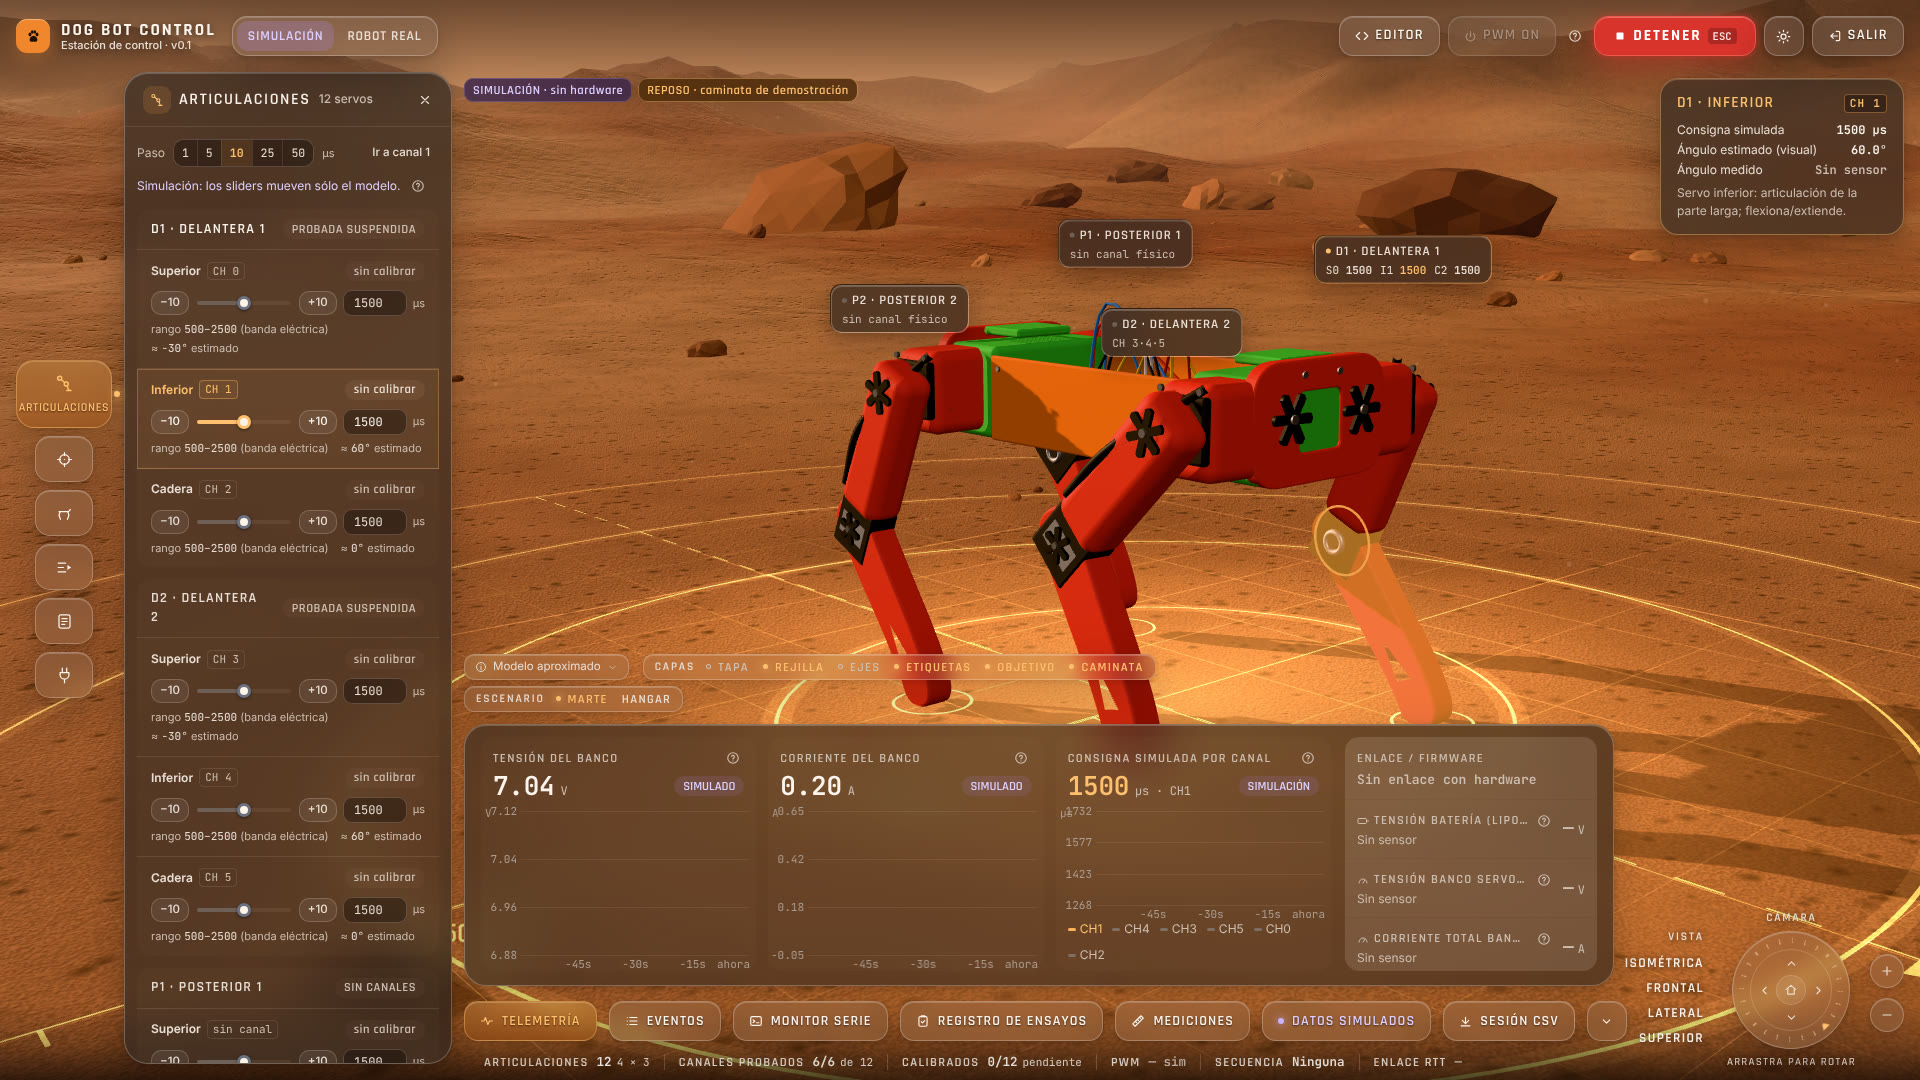 DOG BOT CONTROL
Estación de control · v0.1
SIMULACIÓN ROBOT REAL
EDITOR
PWM ON
DETENER ESC
SALIR
ARTICULACIONES 12 servos
Paso 1 5 10 25 50 µs Ir a canal 1
Simulación: los sliders mueven sólo el modelo.
D1 · DELANTERA 1 PROBADA SUSPENDIDA
Superior CH 0 sin calibrar
−10 +10 1500 µs
rango 500–2500 (banda eléctrica)
≈ -30° estimado
Inferior CH 1 sin calibrar
−10 +10 1500 µs
rango 500–2500 (banda eléctrica) ≈ 60° estimado
Cadera CH 2 sin calibrar
−10 +10 1500 µs
rango 500–2500 (banda eléctrica) ≈ 0° estimado
D2 · DELANTERA
2
PROBADA SUSPENDIDA
Superior CH 3 sin calibrar
−10 +10 1500 µs
rango 500–2500 (banda eléctrica)
≈ -30° estimado
Inferior CH 4 sin calibrar
−10 +10 1500 µs
rango 500–2500 (banda eléctrica) ≈ 60° estimado
Cadera CH 5 sin calibrar
−10 +10 1500 µs
rango 500–2500 (banda eléctrica) ≈ 0° estimado
P1 · POSTERIOR 1 SIN CANALES
Superior sin canal sin calibrar
−10 +10 1500 µs
ARTICULACIONES
SIMULACIÓN · sin hardware
REPOSO · caminata de demostración
D1 · INFERIOR CH 1
Consigna simulada 1500 µs
Ángulo estimado (visual) 60.0°
Ángulo medido Sin sensor
Servo inferior: articulación de la
parte larga; flexiona/extiende.
P1 · POSTERIOR 1
sin canal físico
D1 · DELANTERA 1
S0 1500 I1 1500 C2 1500
P2 · POSTERIOR 2
sin canal físico
D2 · DELANTERA 2
CH 3·4·5
Modelo aproximado
CAPAS TAPA REJILLA EJES ETIQUETAS OBJETIVO CAMINATA
ESCENARIO MARTE HANGAR
TENSIÓN DEL BANCO
7.04 V SIMULADO
V
7.12
7.04
6.96
6.88
-45s -30s -15s ahora
CORRIENTE DEL BANCO
0.20 A SIMULADO
A
0.65
0.42
0.18
-0.05
-45s -30s -15s ahora
CONSIGNA SIMULADA POR CANAL
1500 µs · CH1 SIMULACIÓN
µs
1732
1577
1423
1268
-45s -30s -15s ahora
CH1 CH4 CH3 CH5 CH0
CH2
ENLACE / FIRMWARE
Sin enlace con hardware
TENSIÓN BATERÍA (LIPO… — V
Sin sensor
TENSIÓN BANCO SERVO… — V
Sin sensor
CORRIENTE TOTAL BAN… — A
Sin sensor
CÁMARA
VISTA
ISOMÉTRICA
FRONTAL
LATERAL
SUPERIOR
ARRASTRA PARA ROTAR
TELEMETRÍA
EVENTOS
MONITOR SERIE
REGISTRO DE ENSAYOS
MEDICIONES
DATOS SIMULADOS
SESIÓN CSV
ARTICULACIONES 12 4 × 3
CANALES PROBADOS 6/6 de 12
CALIBRADOS 0/12 pendiente
PWM — sim
SECUENCIA Ninguna
ENLACE RTT —